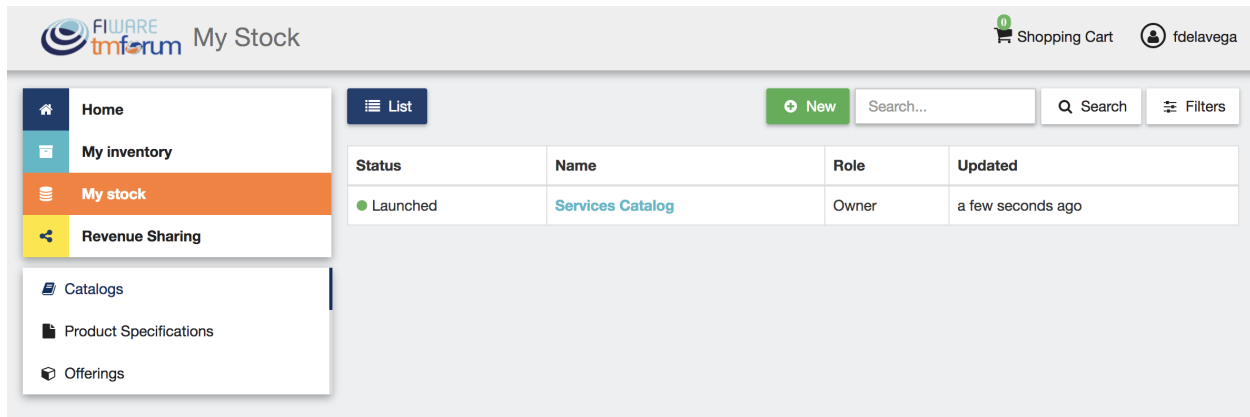 FIWARE
tmforum My Stock
0
Shopping Cart
fdelavega
Home
My inventory
My stock
Revenue Sharing
Catalogs
Product Specifications
Offerings
List
New
Search...
Search
Filters
Status Name Role Updated
Launched Services Catalog Owner a few seconds ago